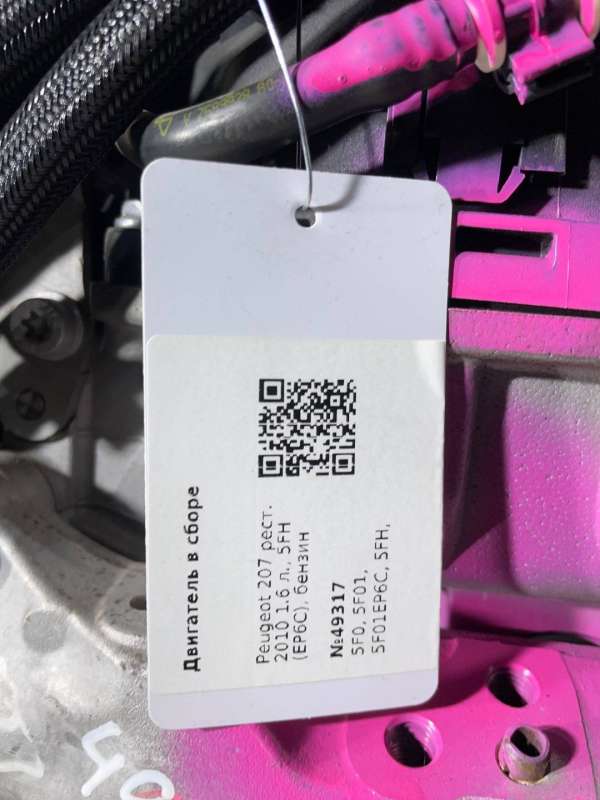 Двигатель в сборе
Peugeot 207 рест.
2010 1.6 л., 5FH
(EP6C), бензин
№49317
5F0, 5F01,
5F01EP6C, 5FH,